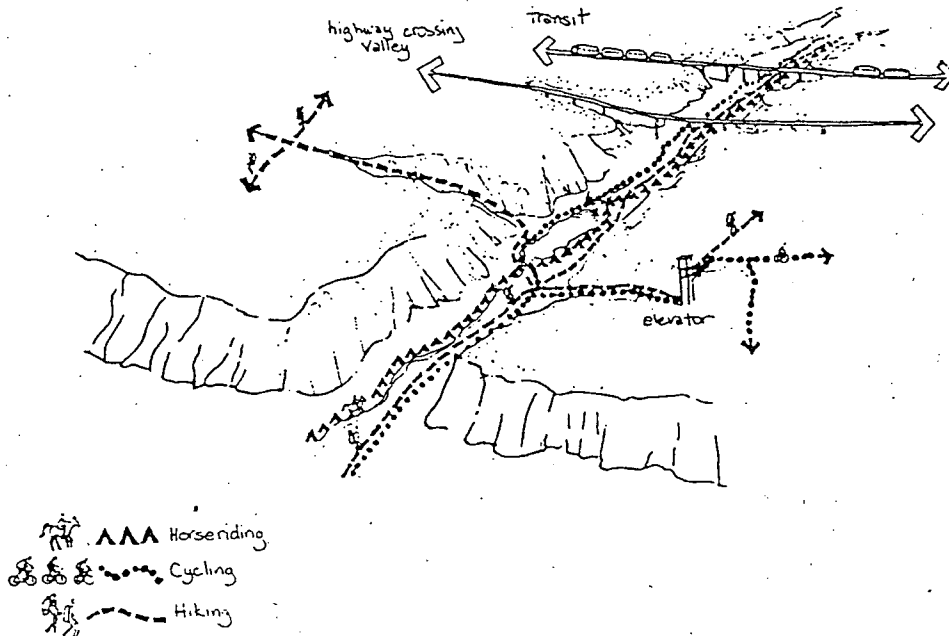 transit
highway crossing
valley
elevator
Horseriding
Cycling
Hiking